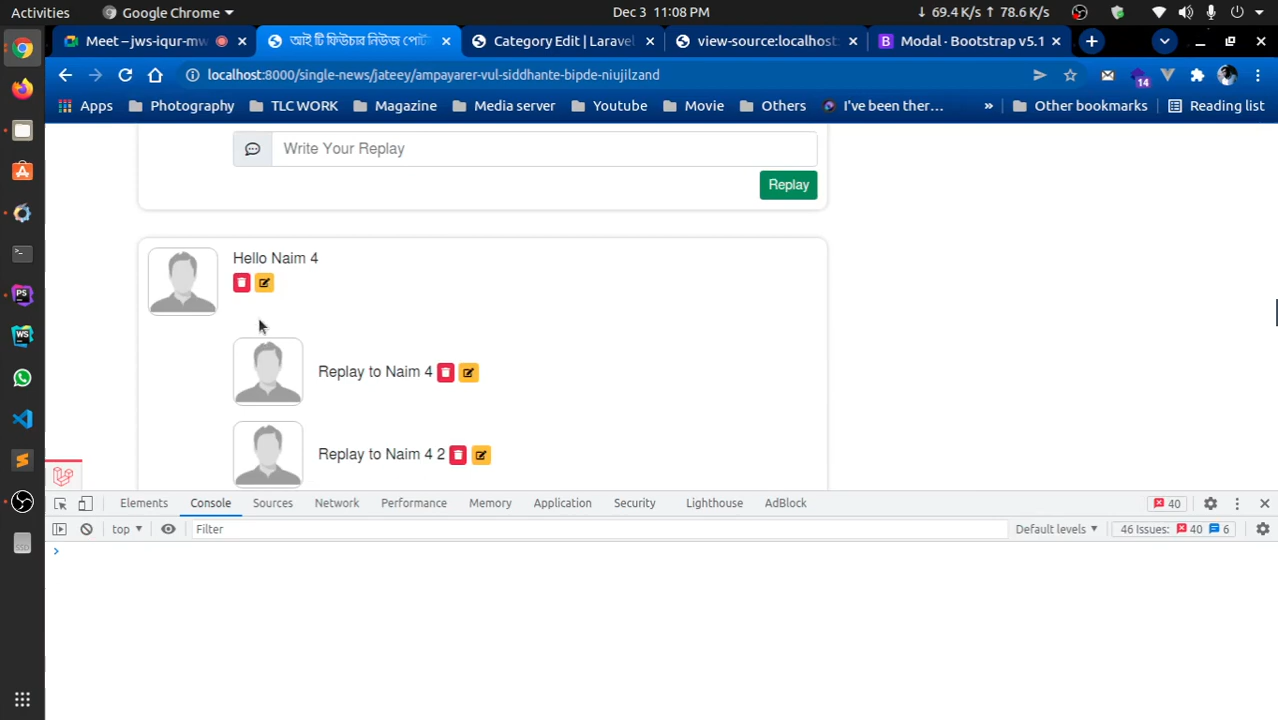 Activities
Google Chrome
Dec 3 11:08 PM
↓ 69.4 K/s ↑ 78.6 K/s
Meet – jws-iqur-mw
আই টি ফিউচার নিউজ পোর্ট
Category Edit | Laravel
view-source:localhost:
Modal · Bootstrap v5.1
localhost:8000/single-news/jateey/ampayarer-vul-siddhante-bipde-niujilzand
14
Apps
Photography
TLC WORK
Magazine
Media server
Youtube
Movie
Others
I've been ther...
»
Other bookmarks
Reading list
Write Your Replay
Replay
Hello Naim 4
Replay to Naim 4
Replay to Naim 4 2
Elements
Console
Sources
Network
Performance
Memory
Application
Security
Lighthouse
AdBlock
40
top
Filter
Default levels
46 Issues:
40
6
PS
WS
SSD